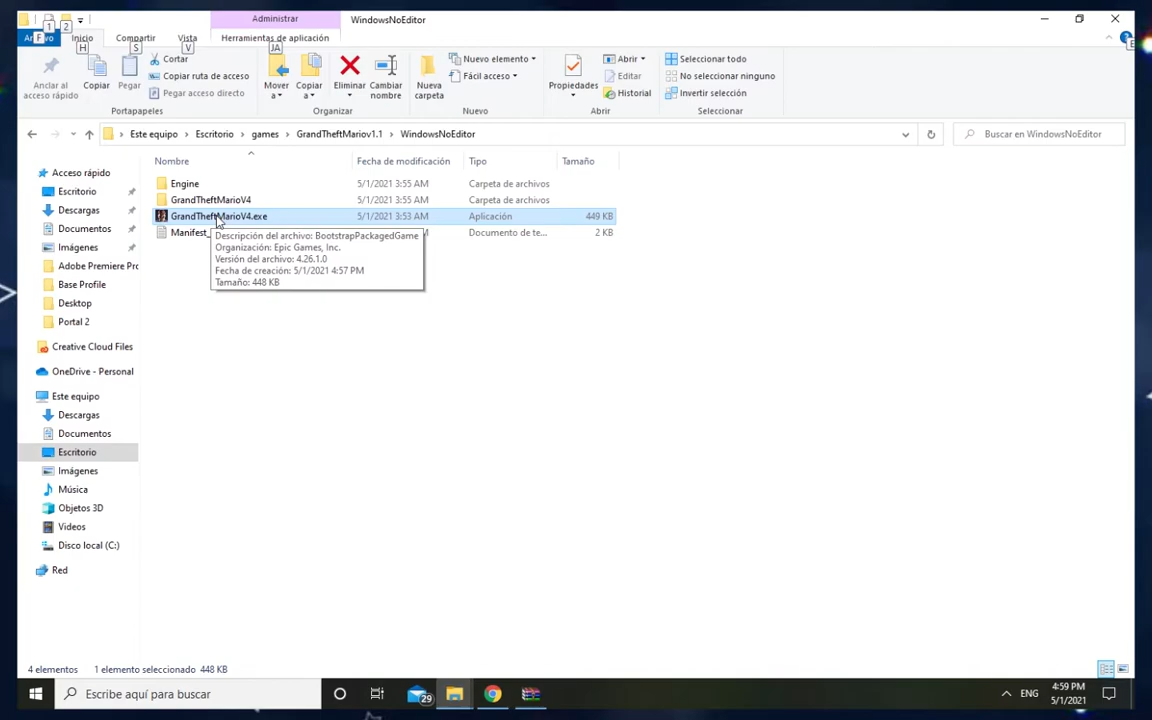 Administrar
WindowsNoEditor
1
2
F
Inicio
Compartir
Vista
Herramientas de aplicación
H
S
V
JA
Anclar al
acceso rápido
Copiar
Pegar
Cortar
Copiar ruta de acceso
Pegar acceso directo
Portapapeles
Mover
a
Copiar
a
Eliminar
Cambiar
nombre
Organizar
Nueva
carpeta
Nuevo elemento
Fácil acceso
Nuevo
Propiedades
Abrir
Editar
Historial
Abrir
Seleccionar todo
No seleccionar ninguno
Invertir selección
Seleccionar
Este equipo
Escritorio
games
GrandTheftMariov1.1
WindowsNoEditor
Buscar en WindowsNoEditor
Nombre
Fecha de modificación
Tipo
Tamaño
Engine 5/1/2021 3:55 AM Carpeta de archivos
GrandTheftMarioV4 5/1/2021 3:55 AM Carpeta de archivos
GrandTheftMarioV4.exe 5/1/2021 3:53 AM Aplicación 449 KB
Manifest_ M Documento de te... 2 KB
Descripción del archivo: BootstrapPackagedGame
Organización: Epic Games, Inc.
Versión del archivo: 4.26.1.0
Fecha de creación: 5/1/2021 4:57 PM
Tamaño: 448 KB
Acceso rápido
Escritorio
Descargas
Documentos
Imágenes
Adobe Premiere Pro
Base Profile
Desktop
Portal 2
Creative Cloud Files
OneDrive - Personal
Este equipo
Descargas
Documentos
Escritorio
Imágenes
Música
Objetos 3D
Videos
Disco local (C:)
Red
4 elementos
1 elemento seleccionado 448 KB
Escribe aquí para buscar
29
ENG
4:59 PM
5/1/2021